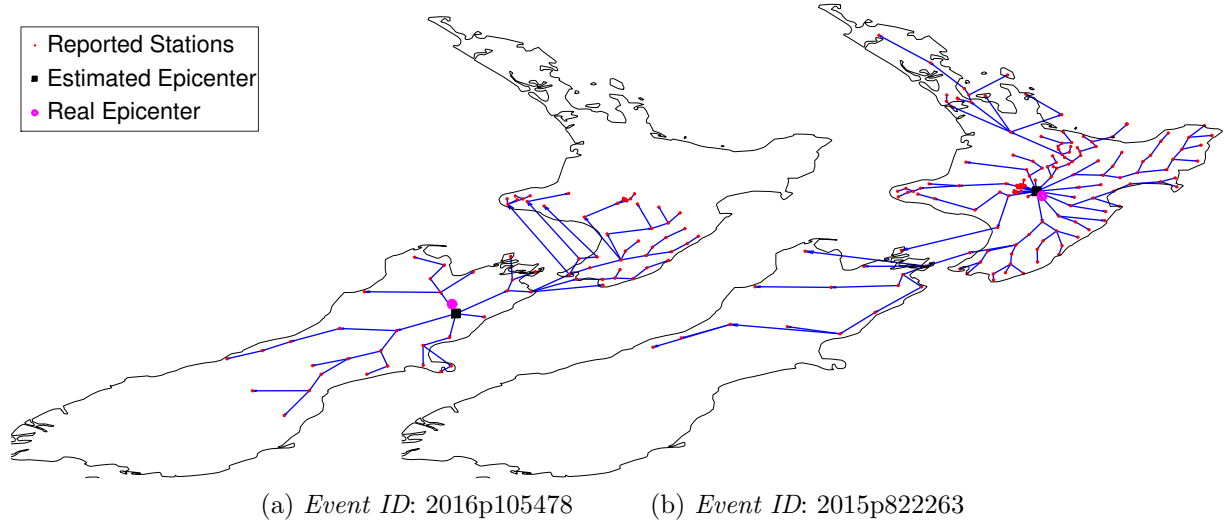 Reported Stations
Estimated Epicenter
Real Epicenter
(a) Event ID: 2016p105478
(b) Event ID: 2015p822263